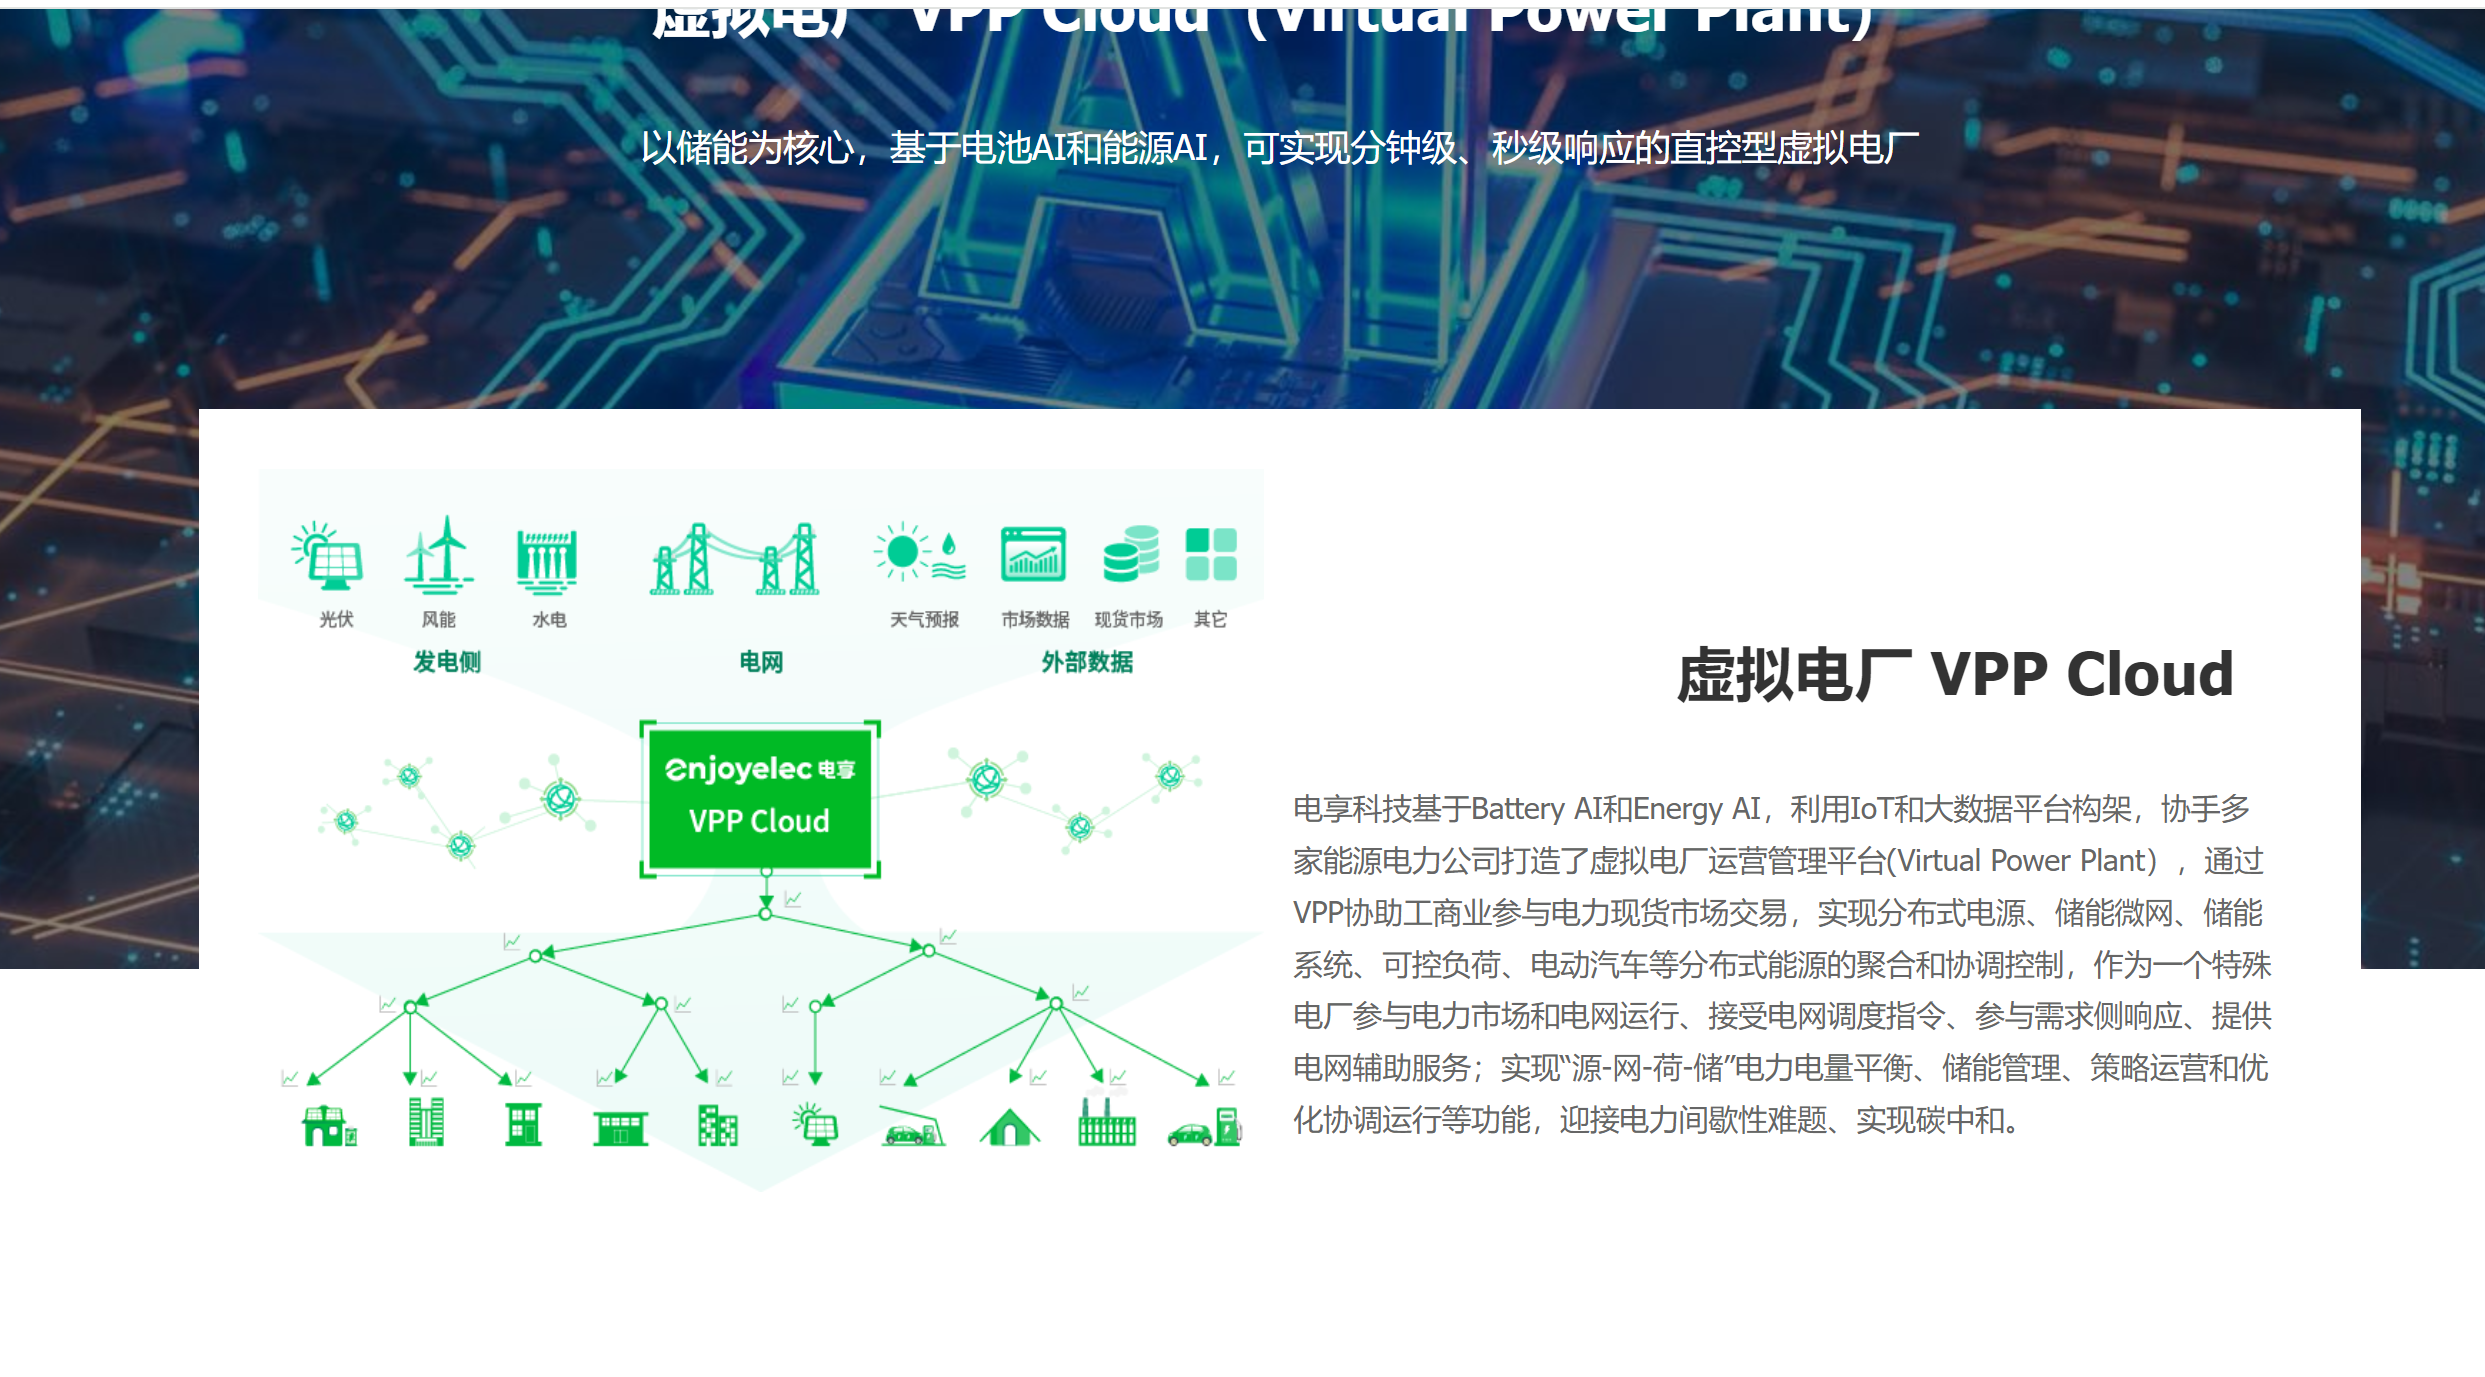 虚拟电厂 VPP Cloud（Virtual Power Plant）
以储能为核心，基于电池AI和能源AI，可实现分钟级、秒级响应的直控型虚拟电厂
AI
光伏 风能 水电 天气预报 市场数据 现货市场 其它
发电侧 电网 外部数据
enjoyelec 电享
VPP Cloud
虚拟电厂 VPP Cloud
电享科技基于Battery AI和Energy AI，利用IoT和大数据平台构架，协手多
家能源电力公司打造了虚拟电厂运营管理平台(Virtual Power Plant），通过
VPP协助工商业参与电力现货市场交易，实现分布式电源、储能微网、储能
系统、可控负荷、电动汽车等分布式能源的聚合和协调控制，作为一个特殊
电厂参与电力市场和电网运行、接受电网调度指令、参与需求侧响应、提供
电网辅助服务；实现“源-网-荷-储”电力电量平衡、储能管理、策略运营和优
化协调运行等功能，迎接电力间歇性难题、实现碳中和。